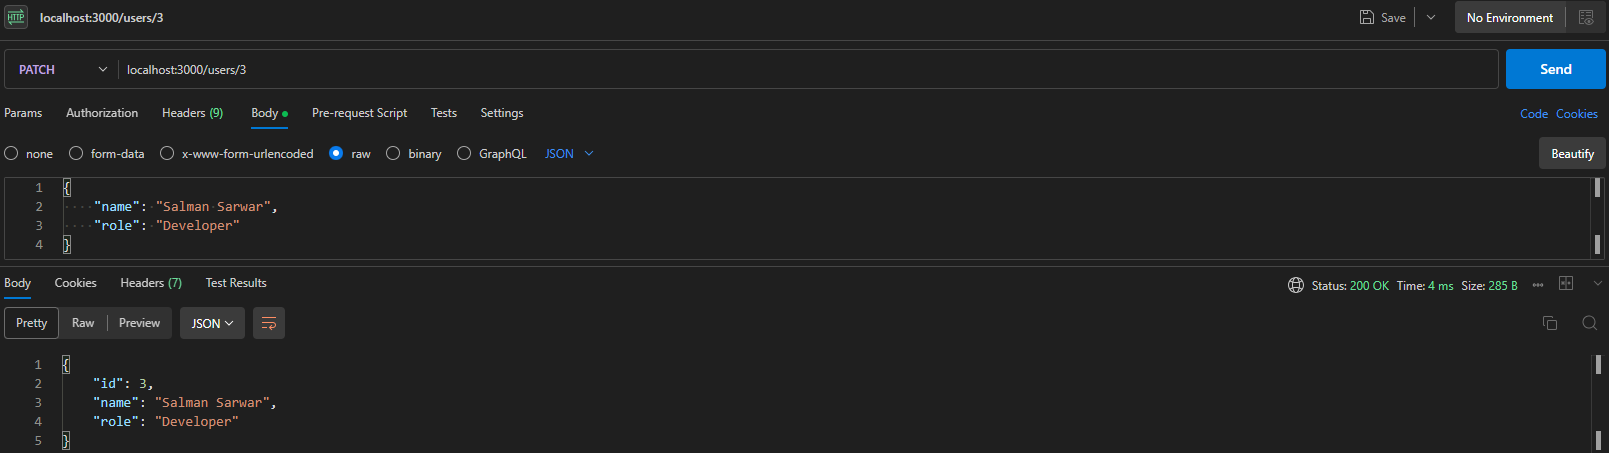 HTTP localhost:3000/users/3 Save No Environment
PATCH localhost:3000/users/3 Send
Params Authorization Headers (9) Body Pre-request Script Tests Settings Code Cookies
none form-data x-www-form-urlencoded raw binary GraphQL JSON Beautify
1 {
2 "name": "Salman Sarwar",
3 "role": "Developer"
4 }
Body Cookies Headers (7) Test Results Status: 200 OK Time: 4 ms Size: 285 B
Pretty Raw Preview JSON
1 {
2 "id": 3,
3 "name": "Salman Sarwar",
4 "role": "Developer"
5 }